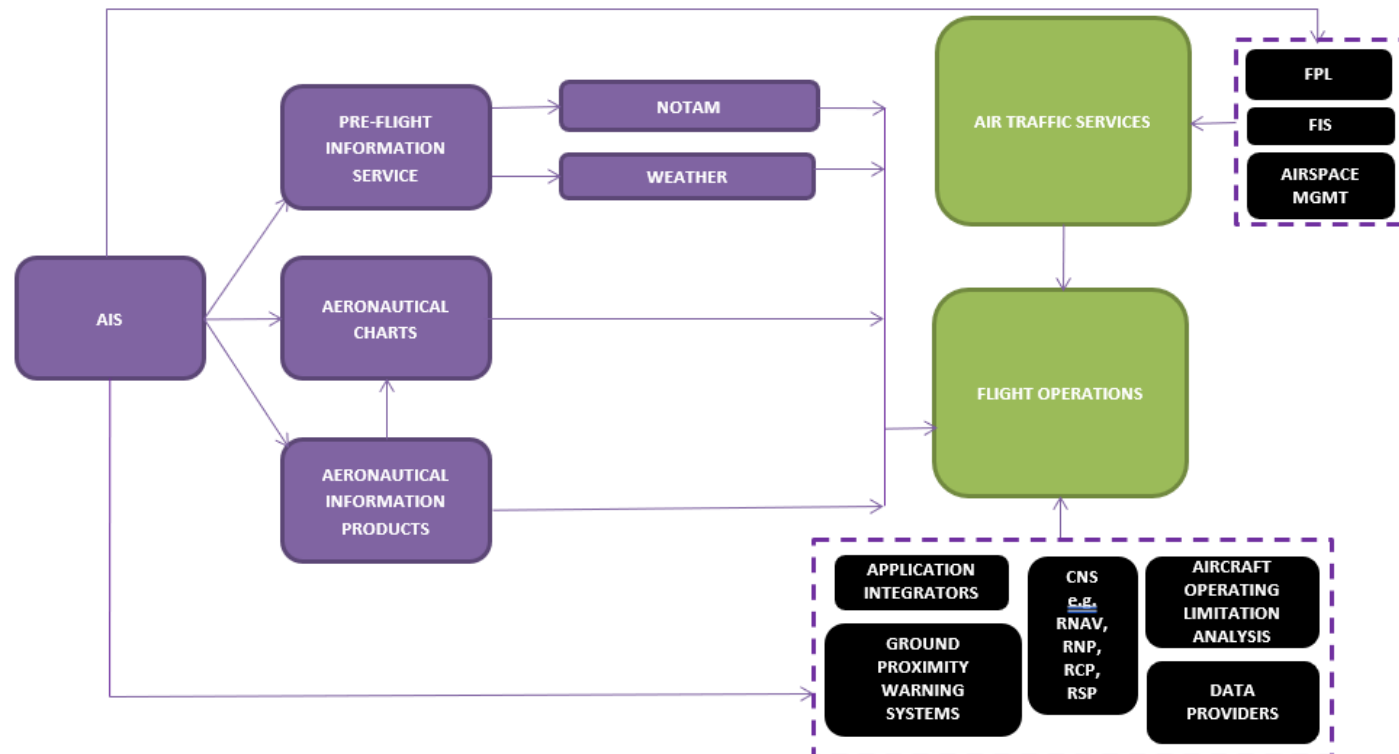 FPL
PRE-FLIGHT
INFORMATION
SERVICE
NOTAM
AIR TRAFFIC SERVICES
FIS
WEATHER
AIRSPACE
MGMT
AIS
AERONAUTICAL
CHARTS
FLIGHT OPERATIONS
AERONAUTICAL
INFORMATION
PRODUCTS
APPLICATION
INTEGRATORS
CNS
e.g.
RNAV,
RNP,
RCP,
RSP
AIRCRAFT
OPERATING
LIMITATION
ANALYSIS
GROUND
PROXIMITY
WARNING
SYSTEMS
DATA
PROVIDERS